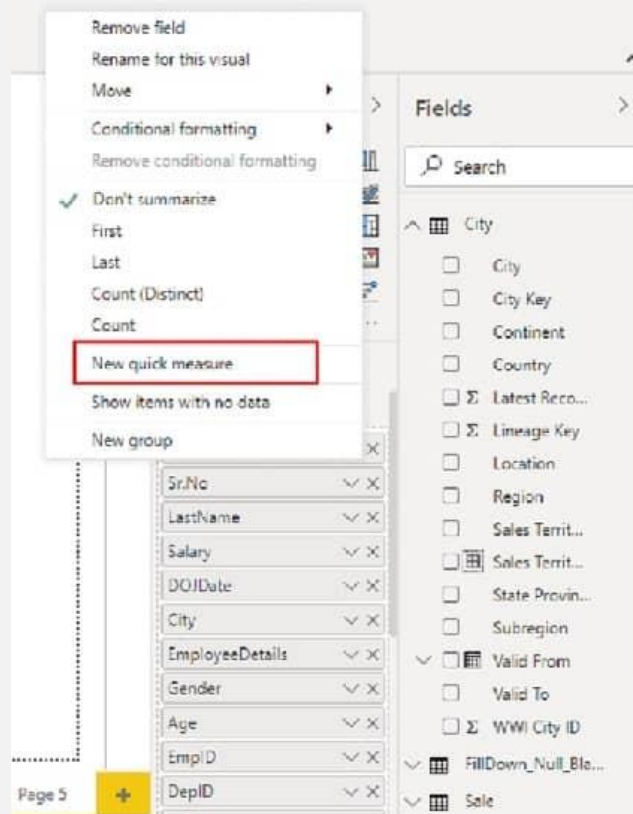 Remove field
Rename for this visual
Move
Conditional formatting
Remove conditional formatting
Don't summarize
First
Last
Count (Distinct)
Count
New quick measure
Show items with no data
New group
Sr.No
LastName
Salary
DOJDate
City
EmployeeDetails
Gender
Age
EmpID
DepID
Page 5
Fields
Search
City
City
City Key
Continent
Country
Σ Latest Reco...
Σ Lineage Key
Location
Region
Sales Territ...
Sales Territ...
State Provin...
Subregion
Valid From
Valid To
Σ WWI City ID
FillDown_Null_Bla...
Sale